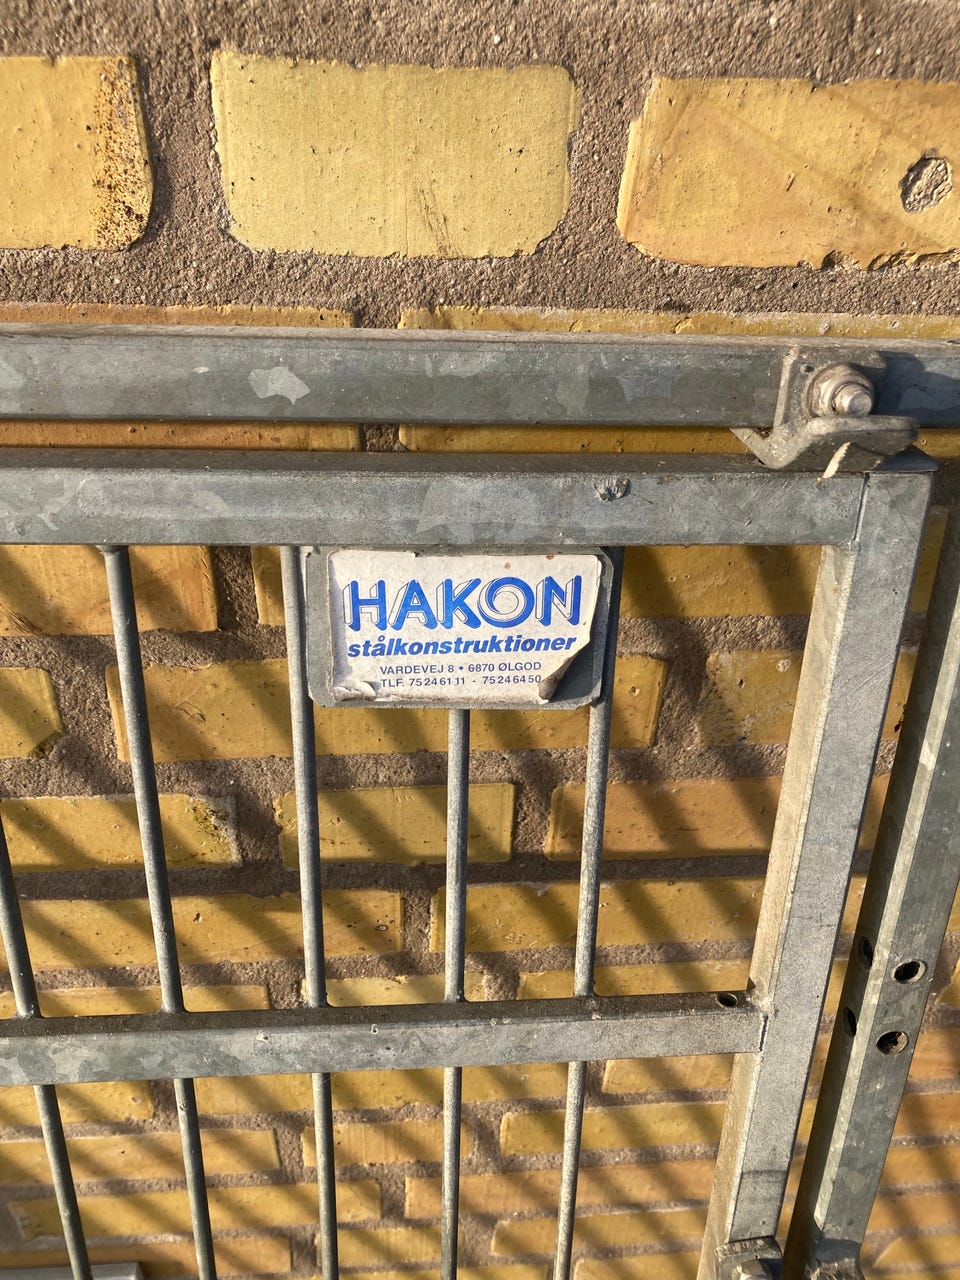 HAKON
stålkonstruktioner
VARDEVEJ 8 • 6870 ØLGOD
TLF. 75246111 - 75246450